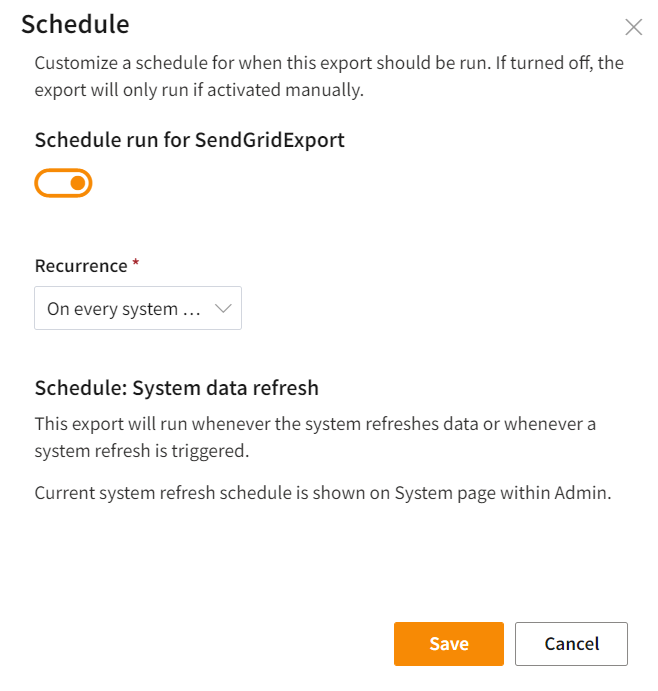 Schedule
Customize a schedule for when this export should be run. If turned off, the
export will only run if activated manually.
Schedule run for SendGridExport
Recurrence *
On every system ...
Schedule: System data refresh
This export will run whenever the system refreshes data or whenever a
system refresh is triggered.
Current system refresh schedule is shown on System page within Admin.
Save
Cancel